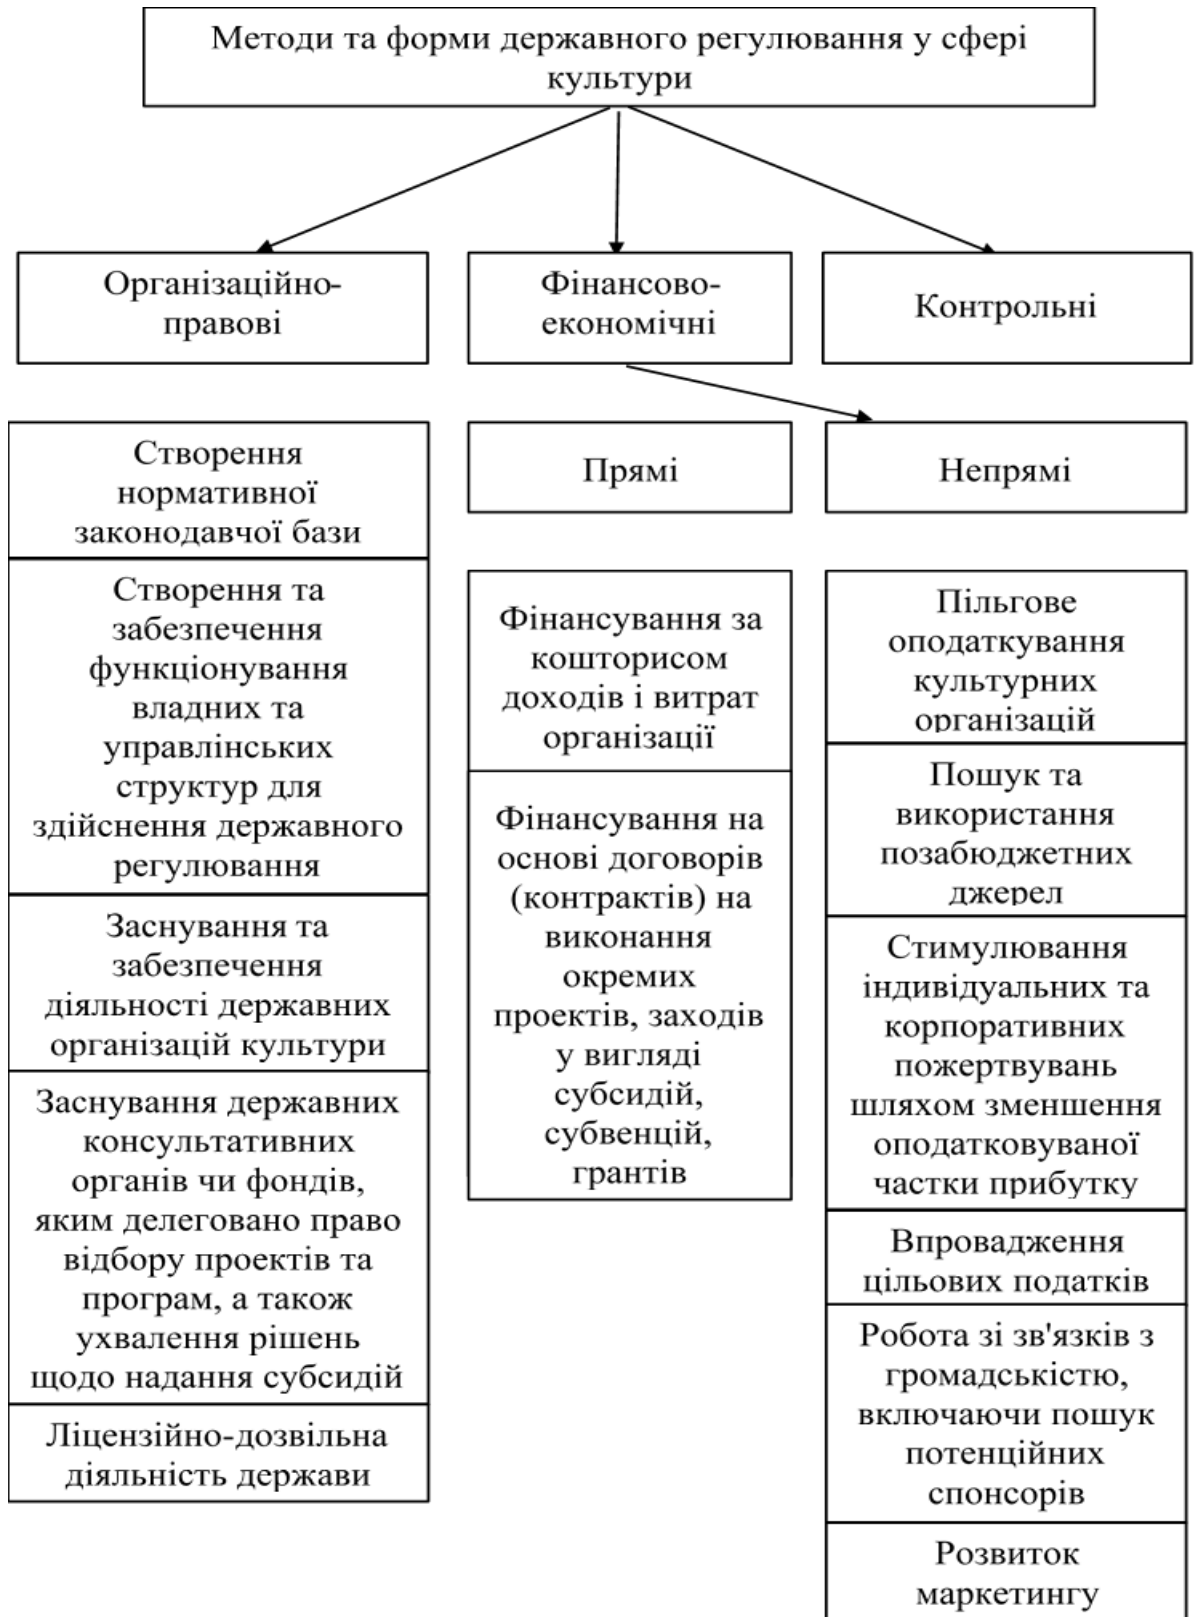 Методи та форми державного регулювання у сфері
культури
Організаційно-
правові
Фінансово-
економічні
Контрольні
Створення
нормативної
законодавчої бази
Створення та
забезпечення
функціонування
владних та
управлінських
структур для
здійснення державного
регулювання
Заснування та
забезпечення
діяльності державних
організацій культури
Заснування державних
консультативних
органів чи фондів,
яким делеговано право
відбору проектів та
програм, а також
ухвалення рішень
щодо надання субсидій
Ліцензійно-дозвільна
діяльність держави
Прямі
Фінансування за
кошторисом
доходів і витрат
організації
Фінансування на
основі договорів
(контрактів) на
виконання
окремих
проектів, заходів
у вигляді
субсидій,
субвенцій,
грантів
Непрямі
Пільгове
оподаткування
культурних
організацій
Пошук та
використання
позабюджетних
джерел
Стимулювання
індивідуальних та
корпоративних
пожертвувань
шляхом зменшення
оподатковуваної
частки прибутку
Впровадження
цільових податків
Робота зі зв'язків з
громадськістю,
включаючи пошук
потенційних
спонсорів
Розвиток
маркетингу